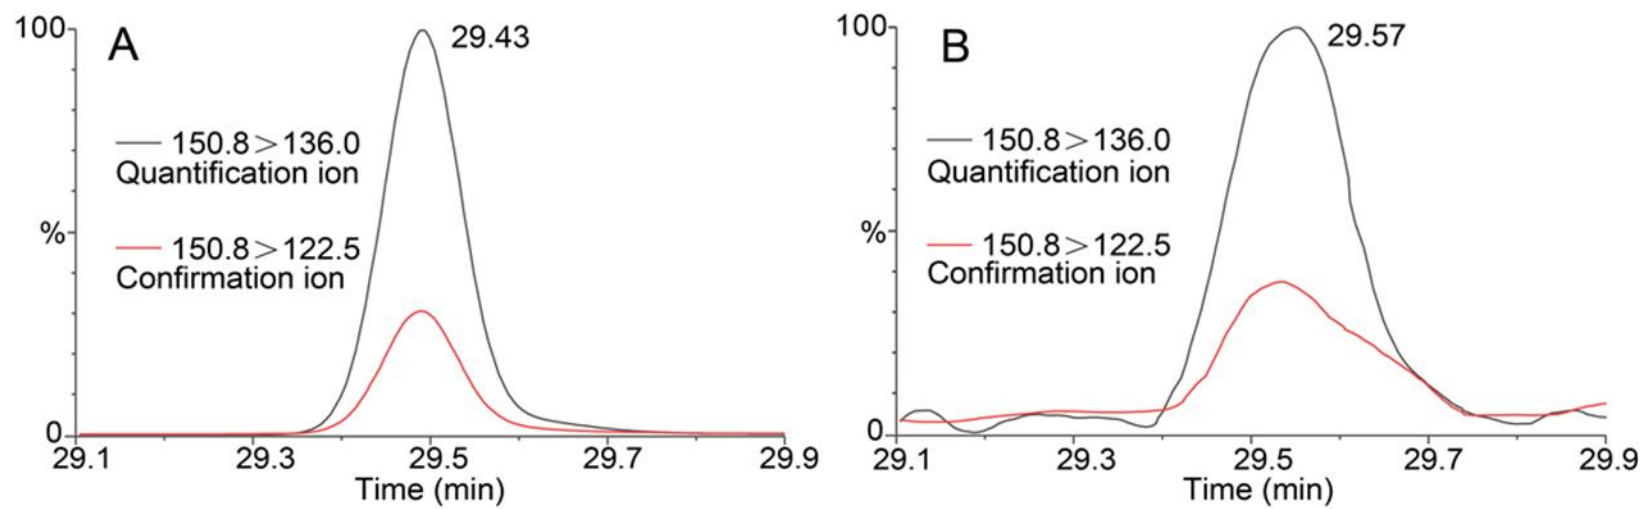 A
29.43
100
150.8>136.0
Quantification ion
%
150.8>122.5
Confirmation ion
0
29.1 29.3 29.5 29.7 29.9
Time (min)
B
29.57
100
150.8>136.0
Quantification ion
%
150.8>122.5
Confirmation ion
0
29.1 29.3 29.5 29.7 29.9
Time (min)